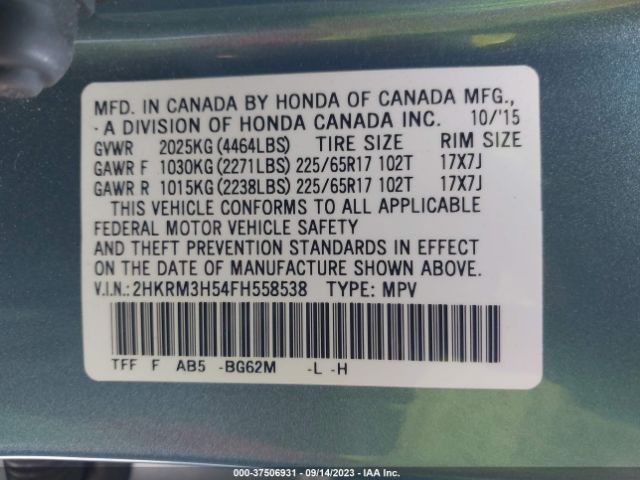 MFD. IN CANADA BY HONDA OF CANADA MFG.,
- A DIVISION OF HONDA CANADA INC. 10/'15
GVWR 2025KG (4464LBS) TIRE SIZE RIM SIZE
GAWR F 1030KG (2271LBS) 225/65R17 102T 17X7J
GAWR R 1015KG (2238LBS) 225/65R17 102T 17X7J
THIS VEHICLE CONFORMS TO ALL APPLICABLE
FEDERAL MOTOR VEHICLE SAFETY
AND THEFT PREVENTION STANDARDS IN EFFECT
ON THE DATE OF MANUFACTURE SHOWN ABOVE.
V.I.N.: 2HKRM3H54FH558538 TYPE: MPV
TFF F AB5 -BG62M -L -H
000-37506931 - 09/14/2023 - IAA Inc.